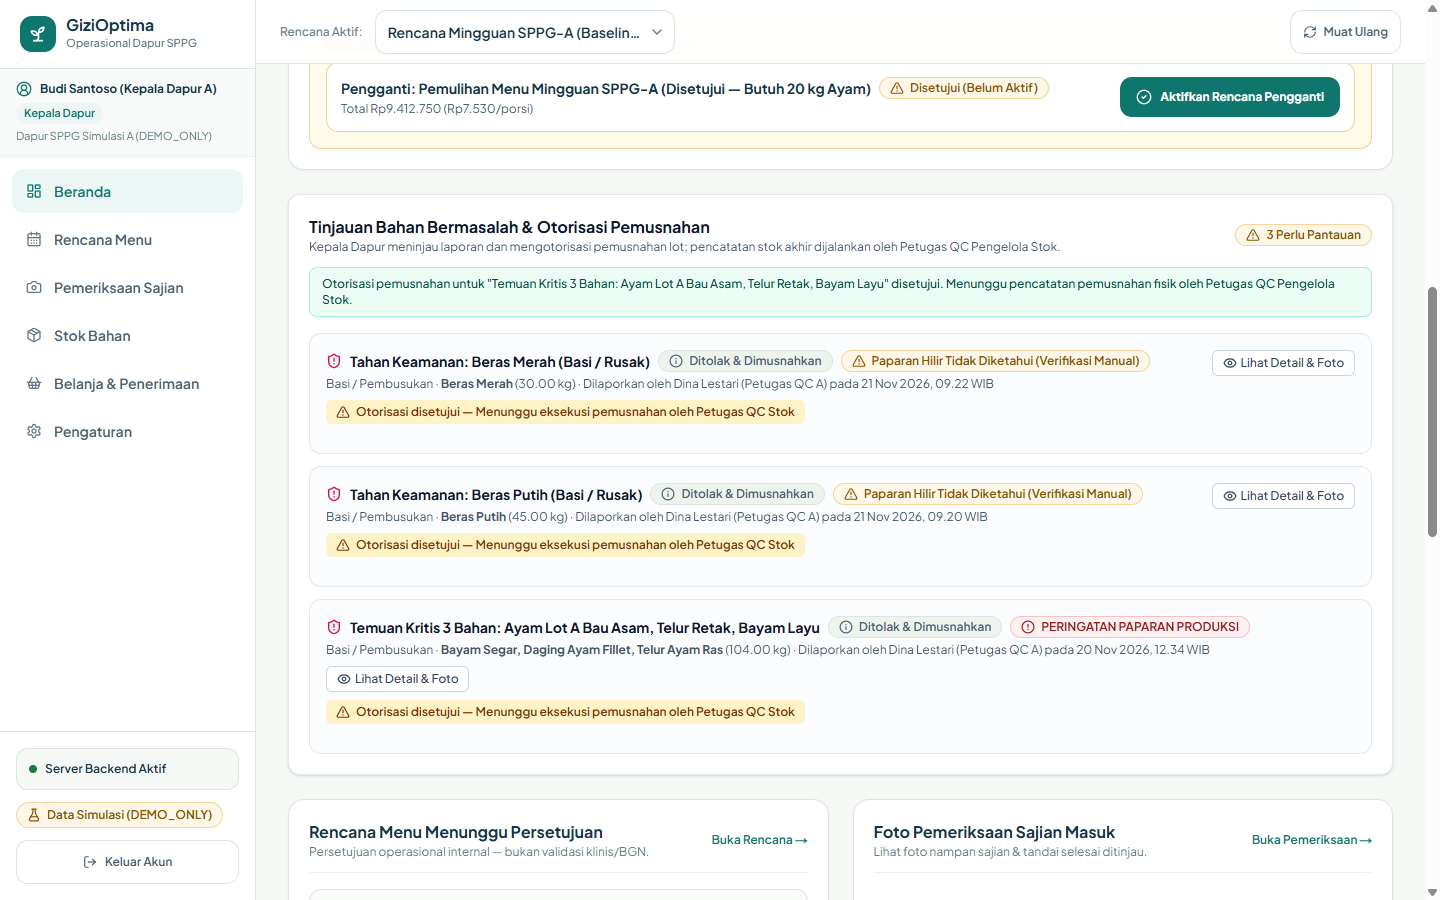 GiziOptima
Operasional Dapur SPPG
Budi Santoso (Kepala Dapur A)
Kepala Dapur
Dapur SPPG Simulasi A (DEMO_ONLY)
Beranda
Rencana Menu
Pemeriksaan Sajian
Stok Bahan
Belanja & Penerimaan
Pengaturan
Server Backend Aktif
Data Simulasi (DEMO_ONLY)
Keluar Akun
Rencana Aktif:
Rencana Mingguan SPPG-A (Baselin...
Muat Ulang
Pengganti: Pemulihan Menu Mingguan SPPG-A (Disetujui — Butuh 20 kg Ayam)
Disetujui (Belum Aktif)
Total Rp9.412.750 (Rp7.530/porsi)
Aktifkan Rencana Pengganti
Tinjauan Bahan Bermasalah & Otorisasi Pemusnahan
Kepala Dapur meninjau laporan dan mengotorisasi pemusnahan lot; pencatatan stok akhir dijalankan oleh Petugas QC Pengelola Stok.
3 Perlu Pantauan
Otorisasi pemusnahan untuk "Temuan Kritis 3 Bahan: Ayam Lot A Bau Asam, Telur Retak, Bayam Layu" disetujui. Menunggu pencatatan pemusnahan fisik oleh Petugas QC Pengelola
Stok.
Tahan Keamanan: Beras Merah (Basi / Rusak)
Ditolak & Dimusnahkan
Paparan Hilir Tidak Diketahui (Verifikasi Manual)
Lihat Detail & Foto
Basi / Pembusukan · Beras Merah (30.00 kg) · Dilaporkan oleh Dina Lestari (Petugas QC A) pada 21 Nov 2026, 09.22 WIB
Otorisasi disetujui — Menunggu eksekusi pemusnahan oleh Petugas QC Stok
Tahan Keamanan: Beras Putih (Basi / Rusak)
Ditolak & Dimusnahkan
Paparan Hilir Tidak Diketahui (Verifikasi Manual)
Lihat Detail & Foto
Basi / Pembusukan · Beras Putih (45.00 kg) · Dilaporkan oleh Dina Lestari (Petugas QC A) pada 21 Nov 2026, 09.20 WIB
Otorisasi disetujui — Menunggu eksekusi pemusnahan oleh Petugas QC Stok
Temuan Kritis 3 Bahan: Ayam Lot A Bau Asam, Telur Retak, Bayam Layu
Ditolak & Dimusnahkan
PERINGATAN PAPARAN PRODUKSI
Basi / Pembusukan · Bayam Segar, Daging Ayam Fillet, Telur Ayam Ras (104.00 kg) · Dilaporkan oleh Dina Lestari (Petugas QC A) pada 20 Nov 2026, 12.34 WIB
Lihat Detail & Foto
Otorisasi disetujui — Menunggu eksekusi pemusnahan oleh Petugas QC Stok
Rencana Menu Menunggu Persetujuan
Persetujuan operasional internal — bukan validasi klinis/BGN.
Buka Rencana →
Foto Pemeriksaan Sajian Masuk
Lihat foto nampan sajian & tandai selesai ditinjau.
Buka Pemeriksaan →